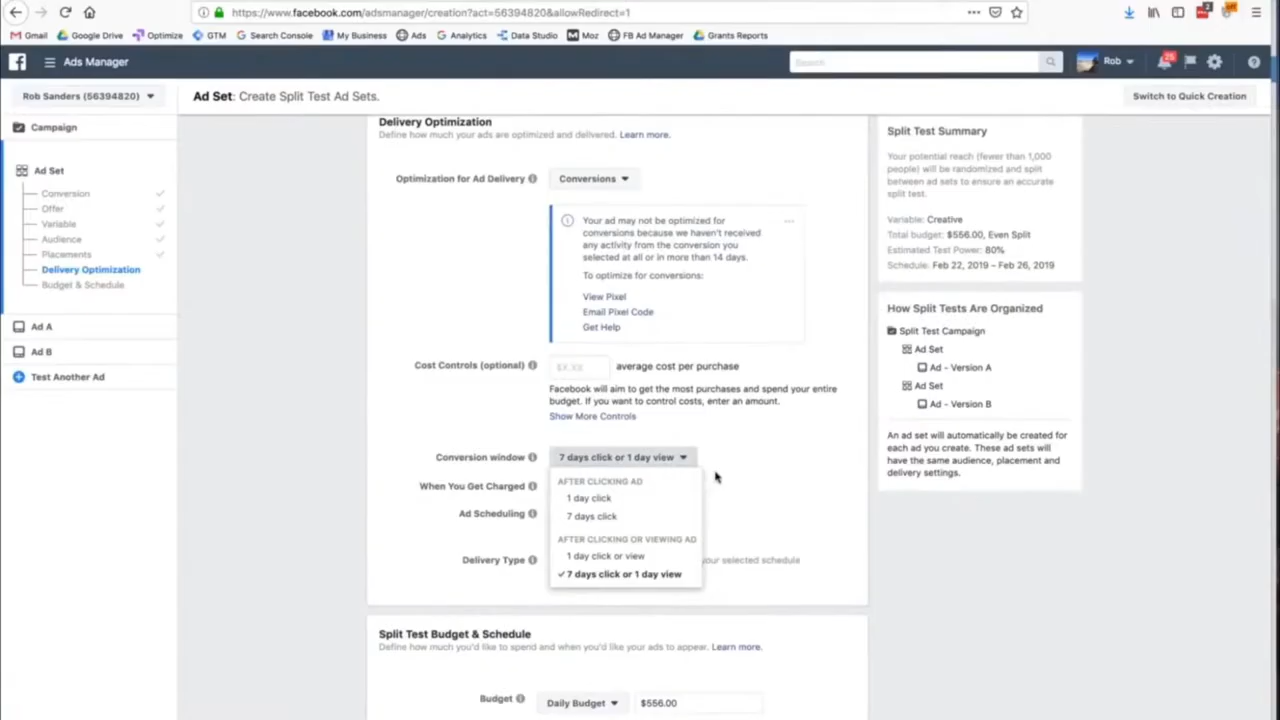 https://www.facebook.com/adsmanager/creation?act=56394820&allowRedirect=1
Gmail Google Drive Optimize GTM Search Console My Business Ads Analytics Data Studio Moz FB Ad Manager Grants Reports
Ads Manager
Search
Rob
Rob Sanders (56394820)
Ad Set: Create Split Test Ad Sets.
Switch to Quick Creation
Campaign
Ad Set
Conversion
Offer
Variable
Audience
Placements
Delivery Optimization
Budget & Schedule
Ad A
Ad B
Test Another Ad
Delivery Optimization
Define how much your ads are optimized and delivered. Learn more.
Optimization for Ad Delivery
Conversions
Your ad may not be optimized for
conversions because we haven't received
any activity from the conversion you
selected at all or in more than 14 days.
To optimize for conversions:
View Pixel
Email Pixel Code
Get Help
Cost Controls (optional)
average cost per purchase
Facebook will aim to get the most purchases and spend your entire
budget. If you want to control costs, enter an amount.
Show More Controls
Conversion window
7 days click or 1 day view
AFTER CLICKING AD
1 day click
7 days click
AFTER CLICKING OR VIEWING AD
1 day click or view
7 days click or 1 day view
When You Get Charged
Ad Scheduling
Delivery Type
your selected schedule
Split Test Budget & Schedule
Define how much you'd like to spend and when you'd like your ads to appear. Learn more.
Budget
Daily Budget
$556.00
Split Test Summary
Your potential reach (fewer than 1,000
people) will be randomized and split
between ad sets to ensure an accurate
split test.
Variable: Creative
Total budget: $556.00, Even Split
Estimated Test Power: 80%
Schedule: Feb 22, 2019 – Feb 26, 2019
How Split Tests Are Organized
Split Test Campaign
Ad Set
Ad - Version A
Ad Set
Ad - Version B
An ad set will automatically be created for
each ad you create. These ad sets will
have the same audience, placement and
delivery settings.